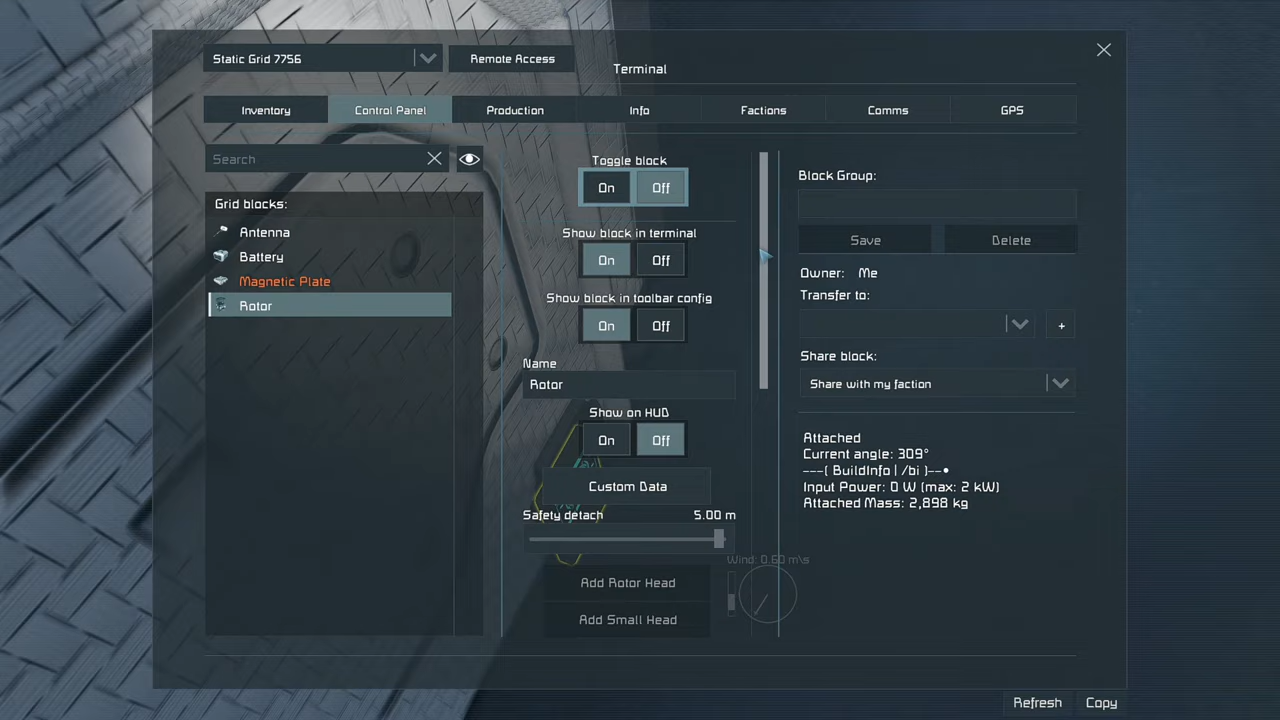 Static Grid 7756
Remote Access
Terminal
Inventory
Control Panel
Production
Info
Factions
Comms
GPS
Search
Grid blocks:
Antenna
Battery
Magnetic Plate
Rotor
Toggle block
On Off
Show block in terminal
On Off
Show block in toolbar config
On Off
Name
Rotor
Show on HUD
On Off
Custom Data
Safety detach 5.00 m
Add Rotor Head
Add Small Head
Wind: 0.60 m\s
Block Group:
Save Delete
Owner: Me
Transfer to:
+
Share block:
Share with my faction
Attached
Current angle: 309°
---( BuildInfo | /bi )--•
Input Power: 0 W (max: 2 kW)
Attached Mass: 2,898 kg
Refresh Copy